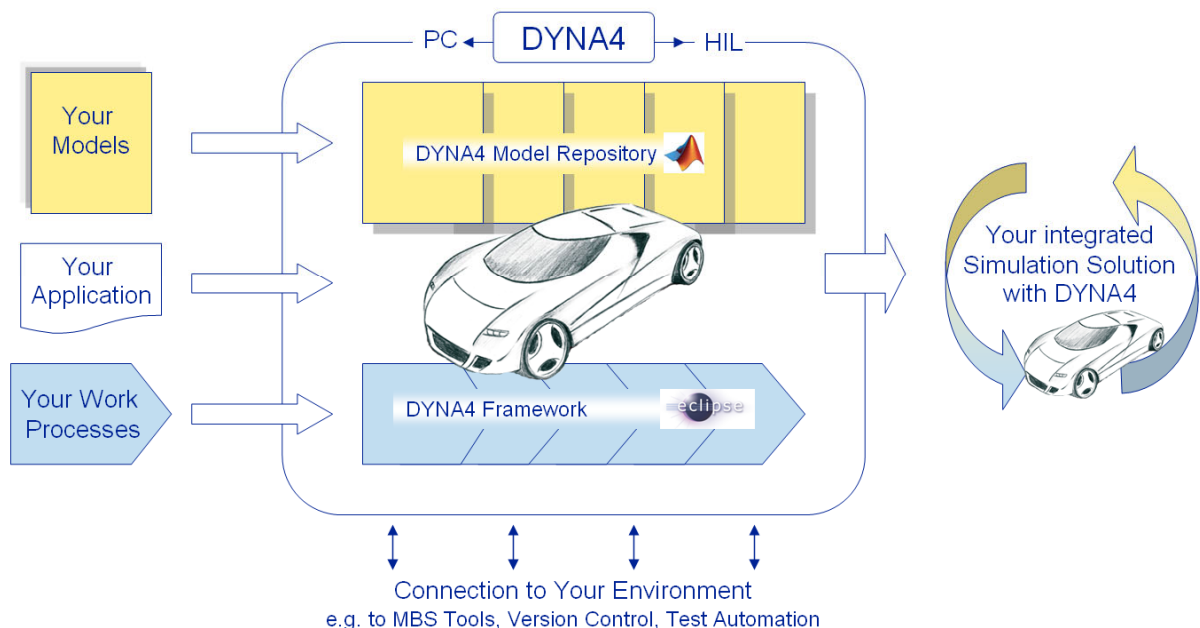 PC
DYNA4
HIL
Your
Models
DYNA4 Model Repository
Your
Application
Your integrated
Simulation Solution
with DYNA4
Your Work
Processes
DYNA4 Framework
eclipse
Connection to Your Environment
e.g. to MBS Tools, Version Control, Test Automation